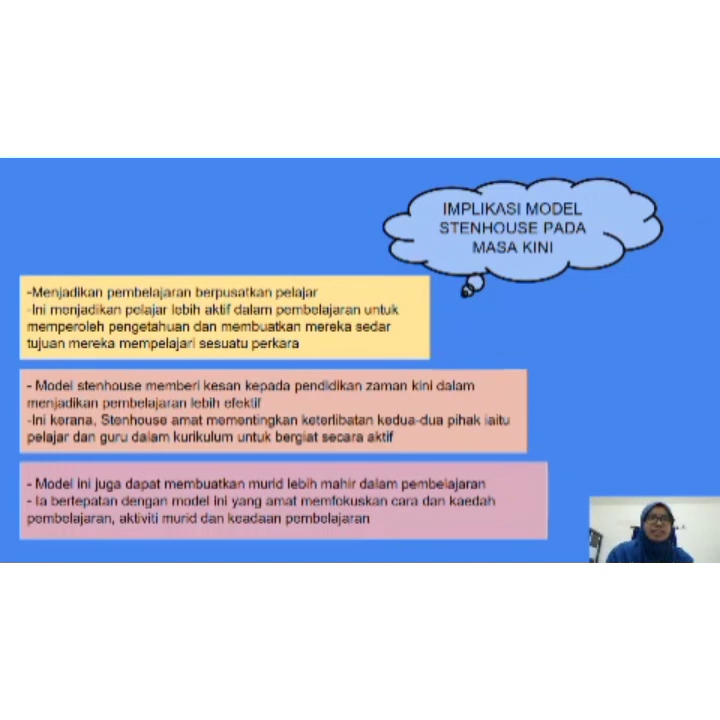 IMPLIKASI MODEL
STENHOUSE PADA
MASA KINI
-Menjadikan pembelajaran berpusatkan pelajar
-Ini menjadikan pelajar lebih aktif dalam pembelajaran untuk
memperoleh pengetahuan dan membuatkan mereka sedar
tujuan mereka mempelajari sesuatu perkara
- Model stenhouse memberi kesan kepada pendidikan zaman kini dalam
menjadikan pembelajaran lebih efektif
-Ini kerana, Stenhouse amat mementingkan keterlibatan kedua-dua pihak iaitu
pelajar dan guru dalam kurikulum untuk bergiat secara aktif
- Model ini juga dapat membuatkan murid lebih mahir dalam pembelajaran
- Ia bertepatan dengan model ini yang amat memfokuskan cara dan kaedah
pembelajaran, aktiviti murid dan keadaan pembelajaran